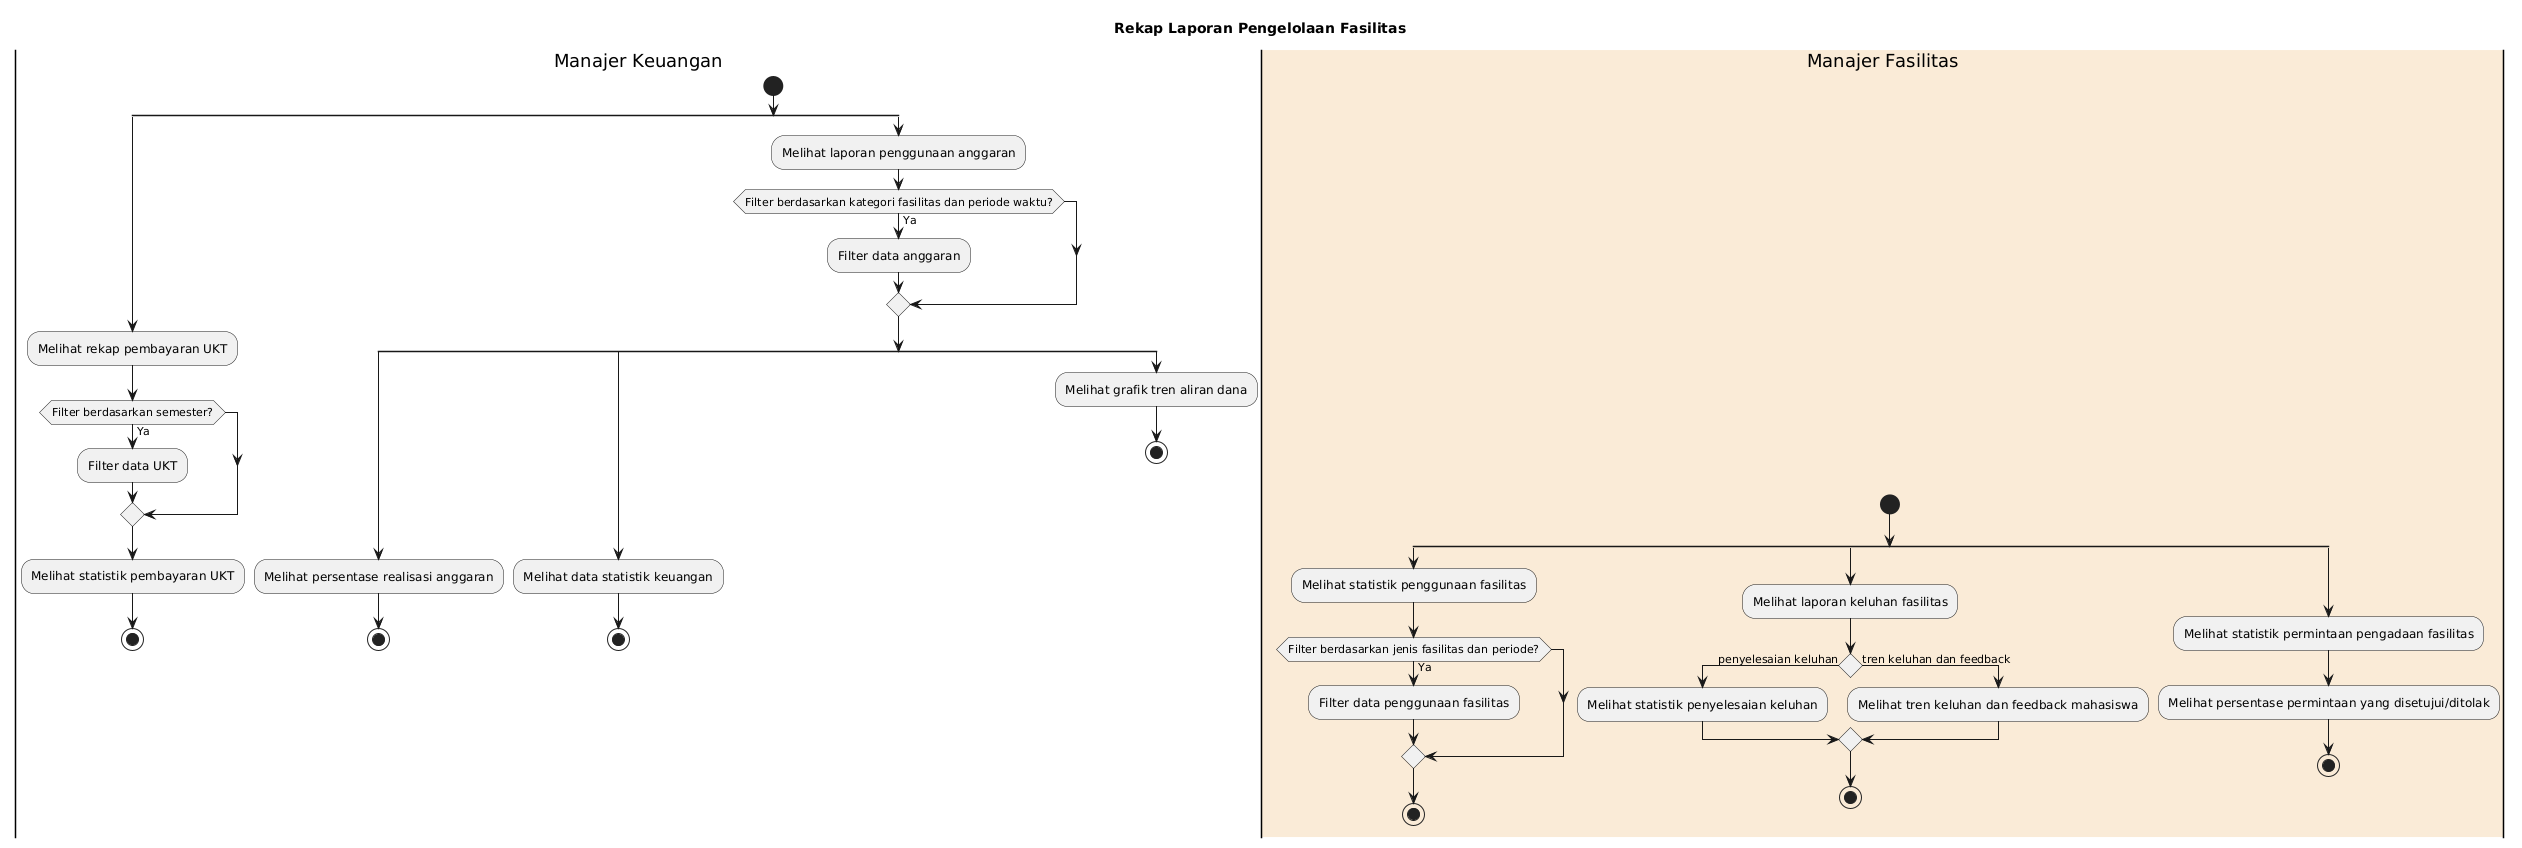 Rekap Laporan Pengelolaan Fasilitas
Manajer Keuangan
Manajer Fasilitas
Melihat laporan penggunaan anggaran
Filter berdasarkan kategori fasilitas dan periode waktu?
Ya
Filter data anggaran
Melihat rekap pembayaran UKT
Filter berdasarkan semester?
Ya
Filter data UKT
Melihat statistik pembayaran UKT
Melihat persentase realisasi anggaran
Melihat data statistik keuangan
Melihat grafik tren aliran dana
Melihat statistik penggunaan fasilitas
Filter berdasarkan jenis fasilitas dan periode?
Ya
Filter data penggunaan fasilitas
Melihat laporan keluhan fasilitas
penyelesaian keluhan
tren keluhan dan feedback
Melihat statistik penyelesaian keluhan
Melihat tren keluhan dan feedback mahasiswa
Melihat statistik permintaan pengadaan fasilitas
Melihat persentase permintaan yang disetujui/ditolak